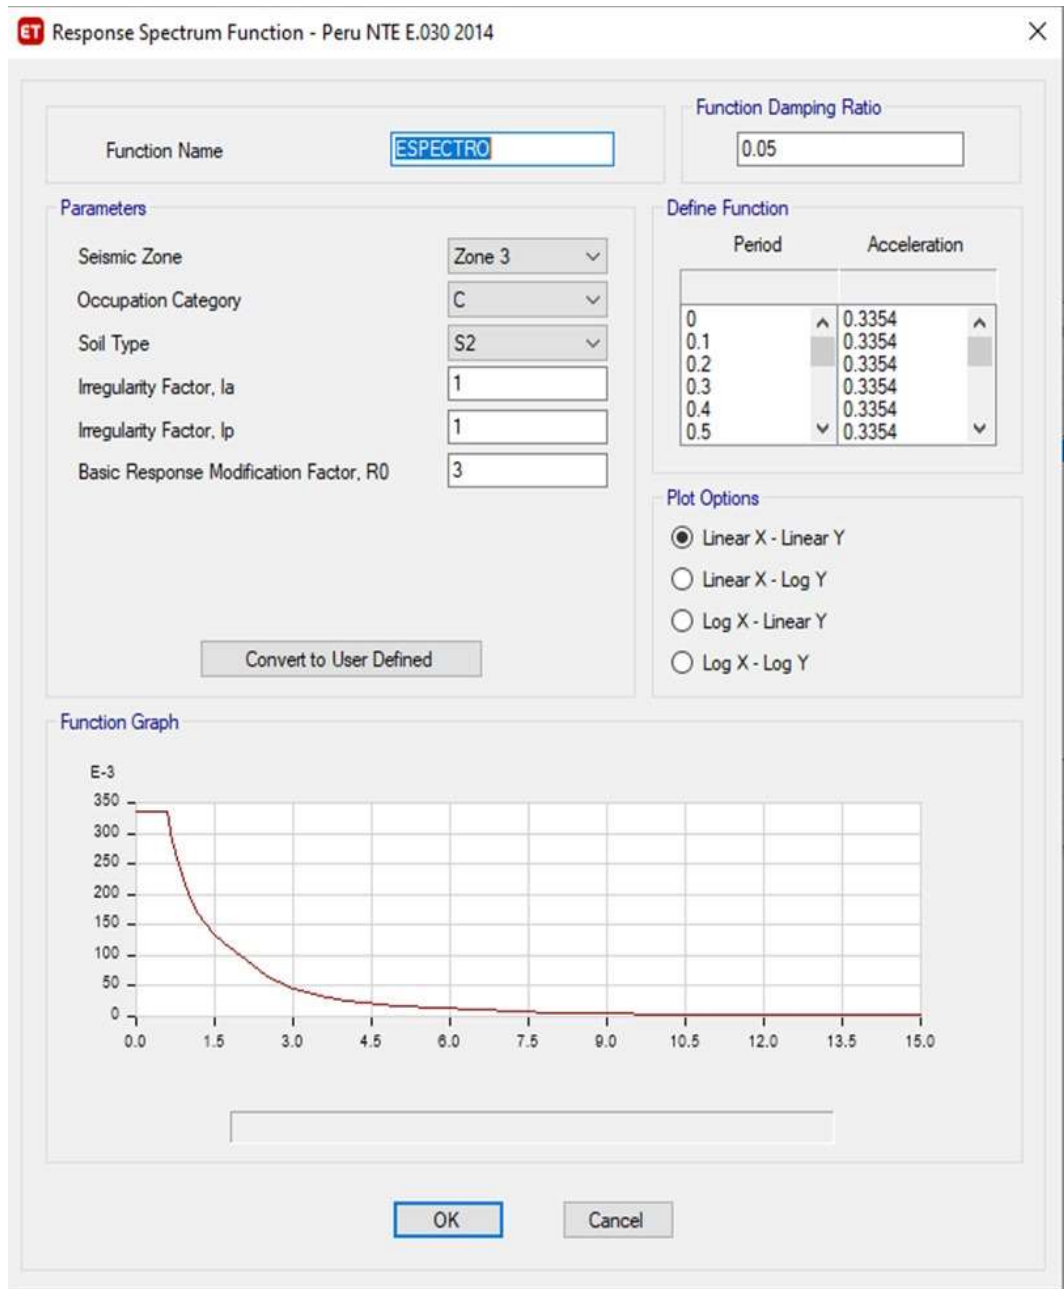 ET Response Spectrum Function - Peru NTE E.030 2014
Function Name ESPECTRO
Function Damping Ratio
0.05
Parameters
Seismic Zone Zone 3
Occupation Category C
Soil Type S2
Irregularity Factor, Ia 1
Irregularity Factor, Ip 1
Basic Response Modification Factor, R0 3
Convert to User Defined
Define Function
Period Acceleration
0 0.3354
0.1 0.3354
0.2 0.3354
0.3 0.3354
0.4 0.3354
0.5 0.3354
Plot Options
Linear X - Linear Y
Linear X - Log Y
Log X - Linear Y
Log X - Log Y
Function Graph
E-3
350
300
250
200
150
100
50
0
0.0 1.5 3.0 4.5 6.0 7.5 9.0 10.5 12.0 13.5 15.0
OK Cancel